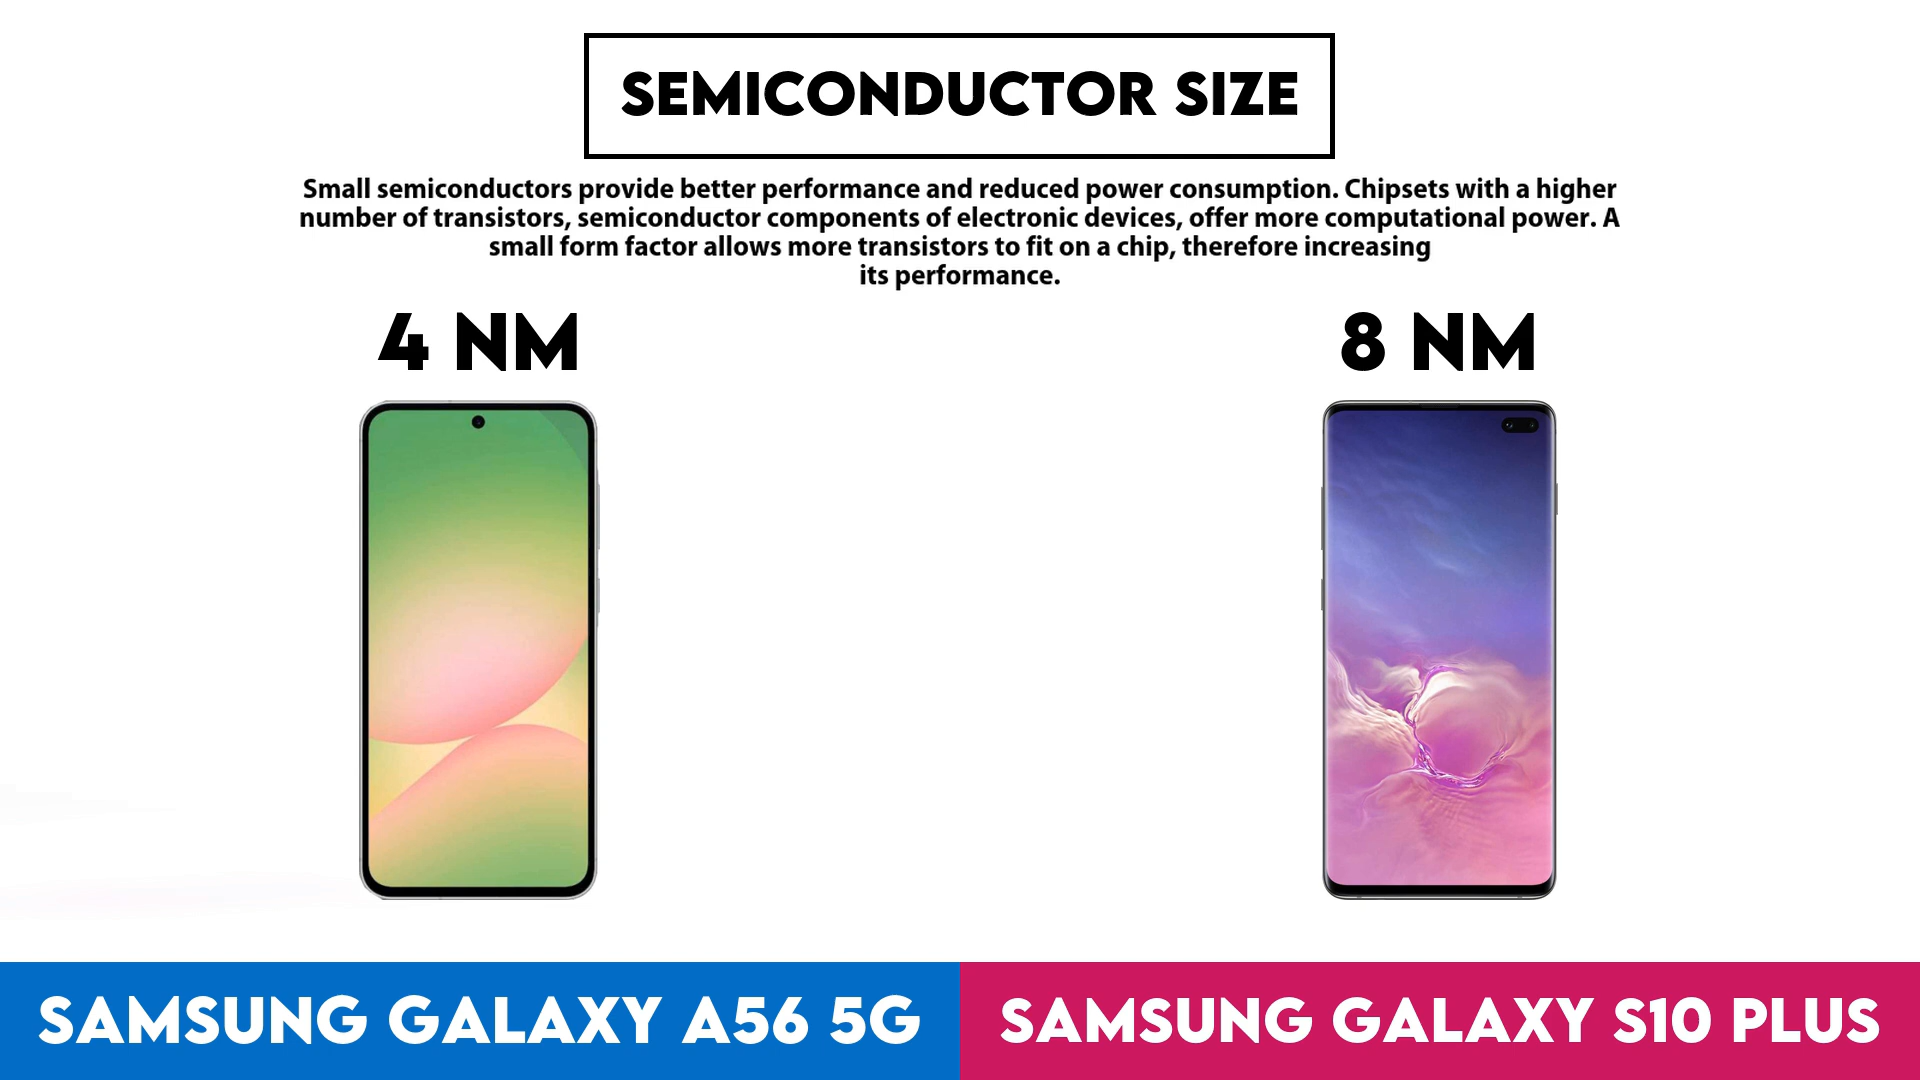 SEMICONDUCTOR SIZE
Small semiconductors provide better performance and reduced power consumption. Chipsets with a higher
number of transistors, semiconductor components of electronic devices, offer more computational power. A
small form factor allows more transistors to fit on a chip, therefore increasing
its performance.
4 NM
8 NM
SAMSUNG GALAXY A56 5G
SAMSUNG GALAXY S10 PLUS